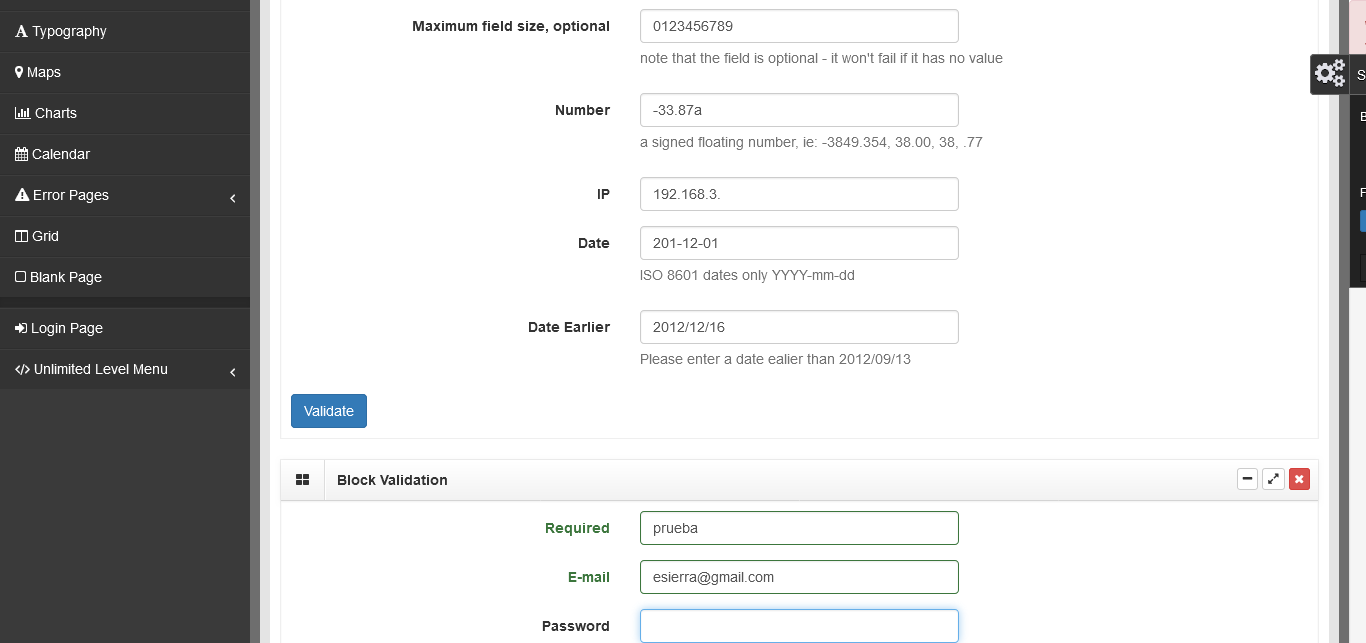 Typography
Maps
Charts
Calendar
Error Pages
Grid
Blank Page
Login Page
Unlimited Level Menu
Maximum field size, optional
0123456789
note that the field is optional - it won't fail if it has no value
Number
-33.87a
a signed floating number, ie: -3849.354, 38.00, 38, .77
IP
192.168.3.
Date
201-12-01
ISO 8601 dates only YYYY-mm-dd
Date Earlier
2012/12/16
Please enter a date ealier than 2012/09/13
Validate
Block Validation
Required
prueba
E-mail
esierra@gmail.com
Password